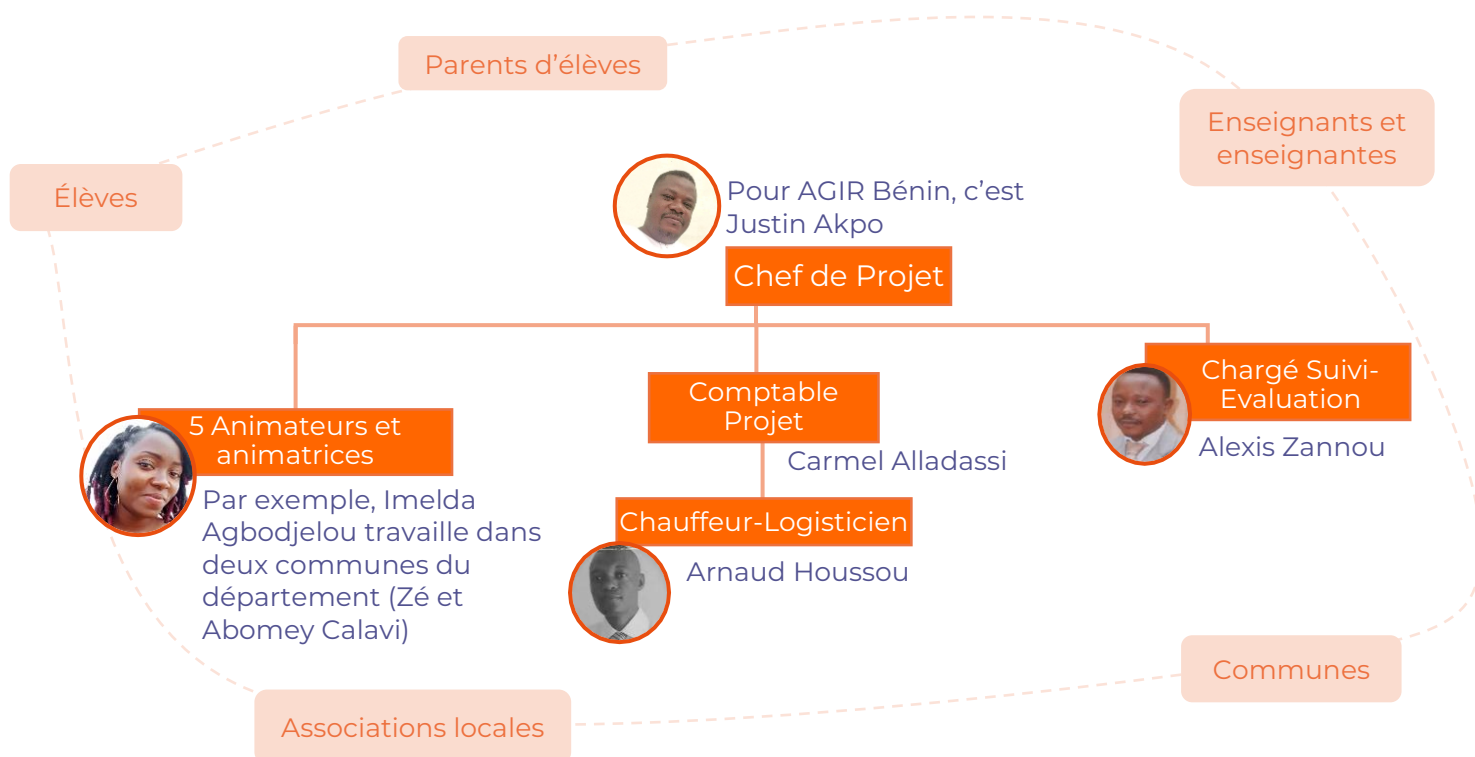 Parents d’élèves
Enseignants et
enseignantes
Élèves
Pour AGIR Bénin, c’est
Justin Akpo
Chef de Projet
5 Animateurs et
animatrices
Par exemple, Imelda
Agbodjelou travaille dans
deux communes du
département (Zé et
Abomey Calavi)
Comptable
Projet
Carmel Alladassi
Chauffeur-Logisticien
Arnaud Houssou
Chargé Suivi-
Evaluation
Alexis Zannou
Communes
Associations locales